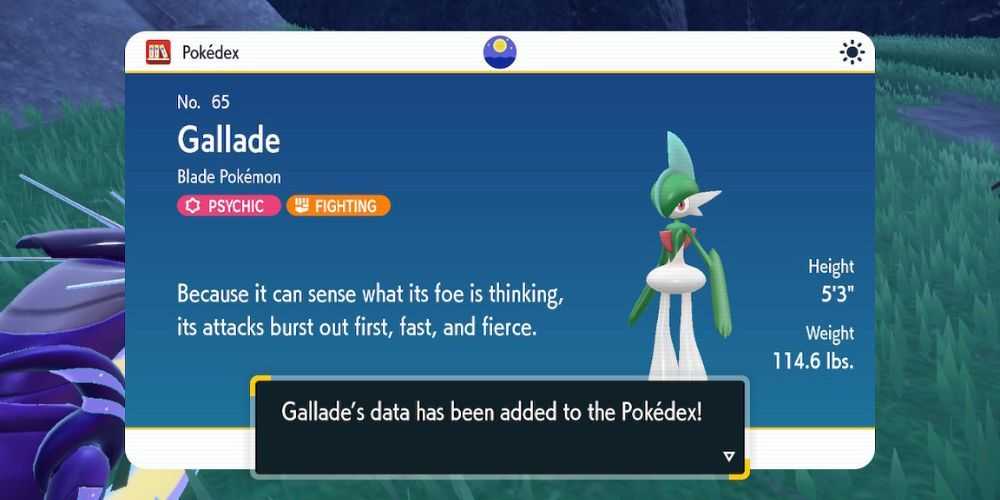 Pokédex
No. 65
Gallade
Blade Pokémon
PSYCHIC FIGHTING
Because it can sense what its foe is thinking,
its attacks burst out first, fast, and fierce.
Height
5'3"
Weight
114.6 lbs.
Gallade's data has been added to the Pokédex!